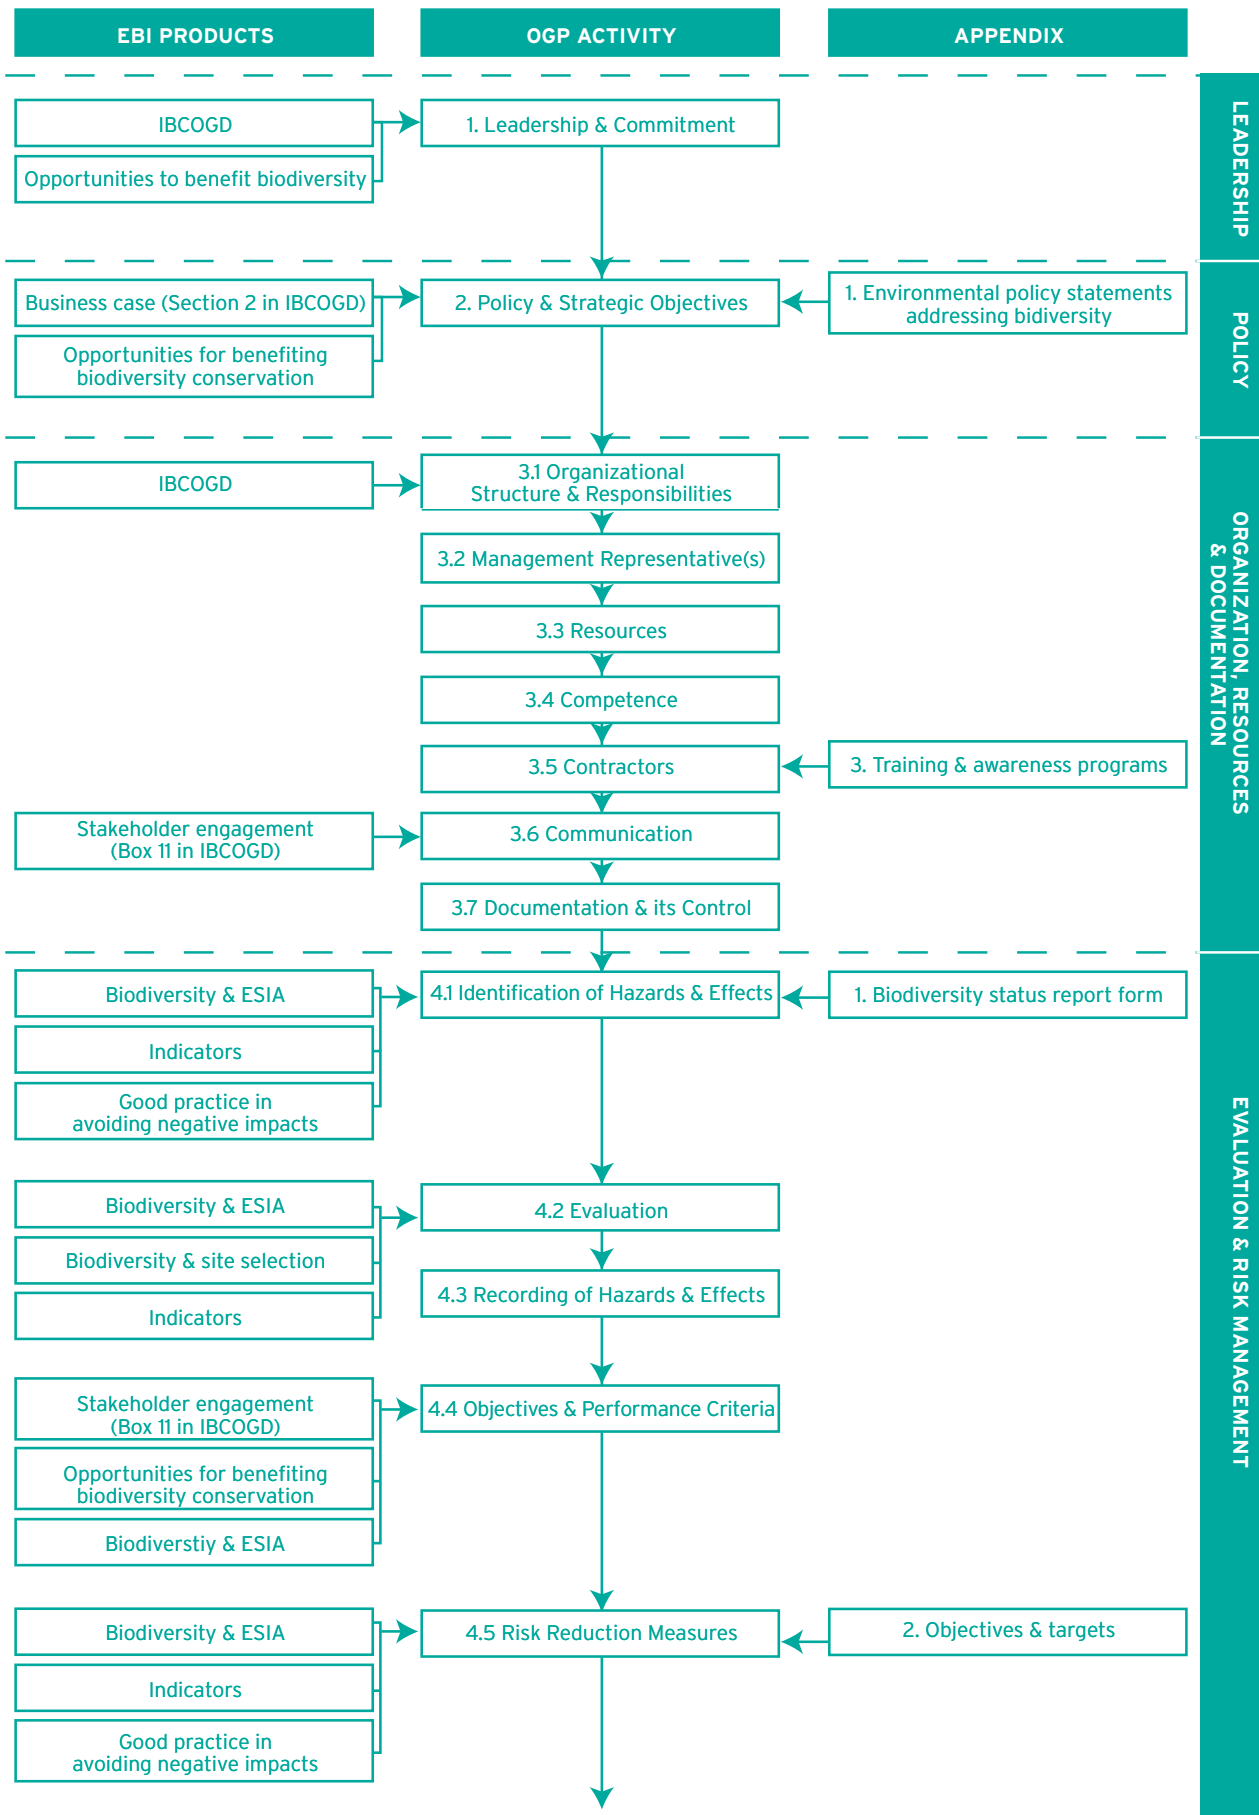 EBI PRODUCTS
OGP ACTIVITY
APPENDIX
LEADERSHIP
IBCOGD
1. Leadership & Commitment
Opportunities to benefit biodiversity
POLICY
Business case (Section 2 in IBCOGD)
2. Policy & Strategic Objectives
1. Environmental policy statements
addressing bidiversity
Opportunities for benefiting
biodiversity conservation
ORGANIZATION, RESOURCES
& DOCUMENTATION
IBCOGD
3.1 Organizational
Structure & Responsibilities
3.2 Management Representative(s)
3.3 Resources
3.4 Competence
3.5 Contractors
3. Training & awareness programs
Stakeholder engagement
(Box 11 in IBCOGD)
3.6 Communication
3.7 Documentation & its Control
EVALUATION & RISK MANAGEMENT
Biodiversity & ESIA
4.1 Identification of Hazards & Effects
1. Biodiversity status report form
Indicators
Good practice in
avoiding negative impacts
Biodiversity & ESIA
4.2 Evaluation
Biodiversity & site selection
4.3 Recording of Hazards & Effects
Indicators
Stakeholder engagement
(Box 11 in IBCOGD)
4.4 Objectives & Performance Criteria
Opportunities for benefiting
biodiversity conservation
Biodiverstiy & ESIA
Biodiversity & ESIA
4.5 Risk Reduction Measures
2. Objectives & targets
Indicators
Good practice in
avoiding negative impacts